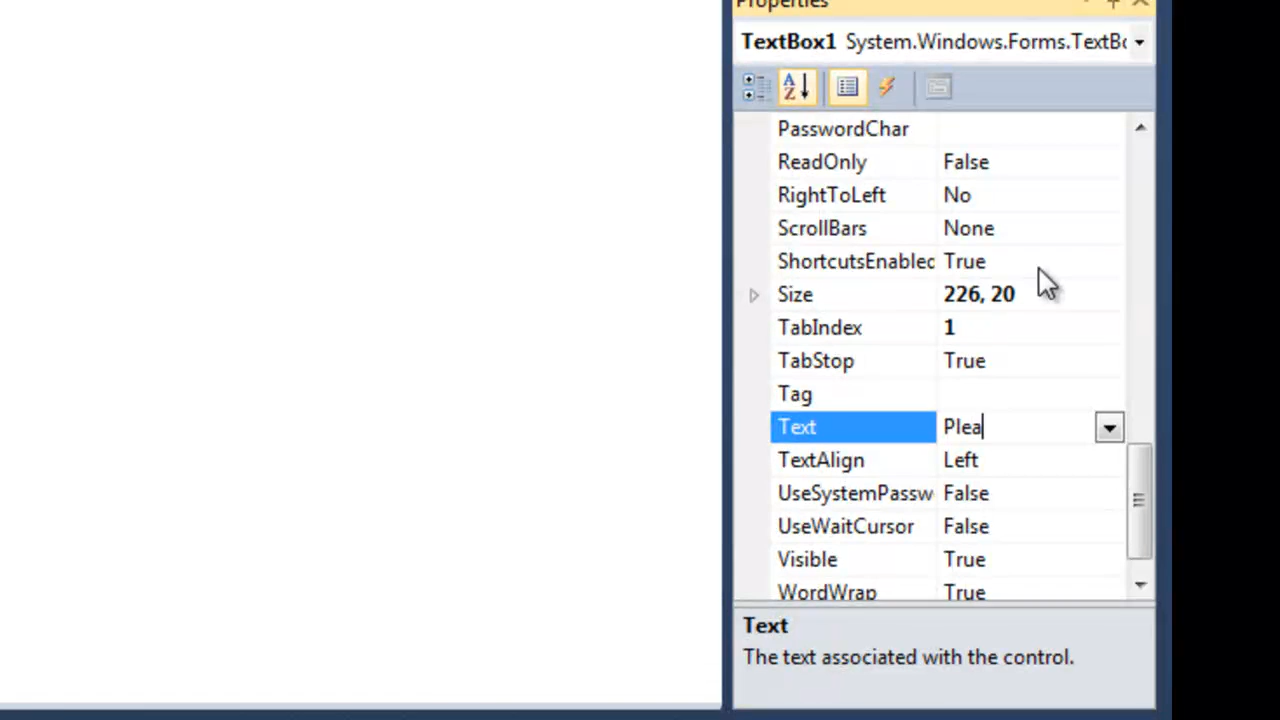 Properties
TextBox1 System.Windows.Forms.TextBo
PasswordChar
ReadOnly False
RightToLeft No
ScrollBars None
ShortcutsEnabled True
Size 226, 20
TabIndex 1
TabStop True
Tag
Text Plea
TextAlign Left
UseSystemPassw False
UseWaitCursor False
Visible True
WordWrap True
Text
The text associated with the control.